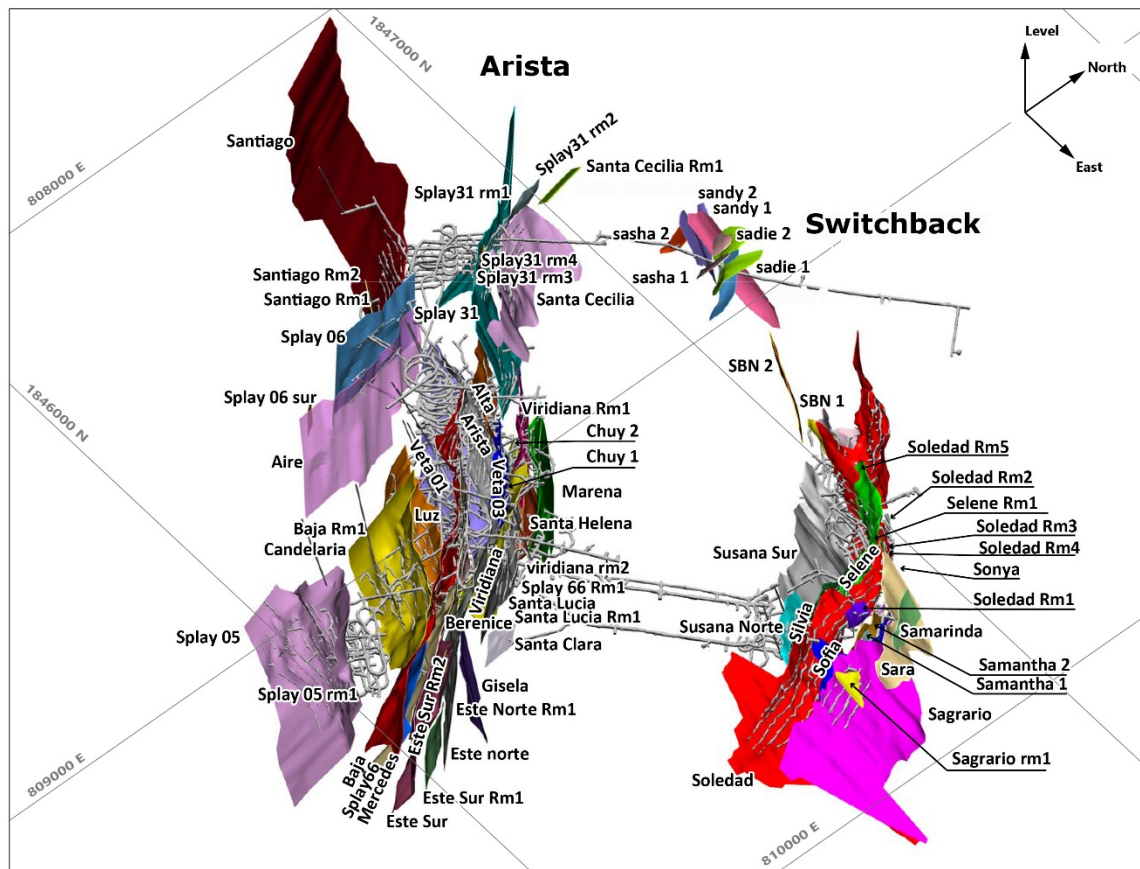 1847000 N
Arista
Level
North
East
808000 E
Santiago
Splay31 rm2
Santa Cecilia Rm1
Splay31 rm1
sandy 2
sandy 1
Switchback
sasha 2
sadie 2
Splay31 rm4
Splay31 rm3
sasha 1
sadie 1
Santiago Rm2
Santiago Rm1
Santa Cecilia
Splay 31
Splay 06
SBN 2
Splay 06 sur
Alta
SBN 1
1846000 N
Arista
Viridiana Rm1
Chuy 2
Soledad Rm5
Aire
Veta 01
Veta 03
Chuy 1
Soledad Rm2
Marena
Selene Rm1
Luz
Baja Rm1
Santa Helena
Soledad Rm3
Candelaria
Susana Sur
Selene
Soledad Rm4
viridiana rm2
Sonya
Viridiana
Splay 66 Rm1
Soledad Rm1
Santa Lucia
Berenice
Santa Lucia Rm1
Susana Norte
Silvia
Samarinda
Splay 05
Santa Clara
Sofia
Sara
Samantha 2
Samantha 1
Splay 05 rm1
Este Sur Rm2
Gisela
Este Norte Rm1
Sagrario
Este norte
Sagrario rm1
809000 E
Baja
Splay66
Mercedes
Soledad
Este Sur Rm1
Este Sur
810000 E